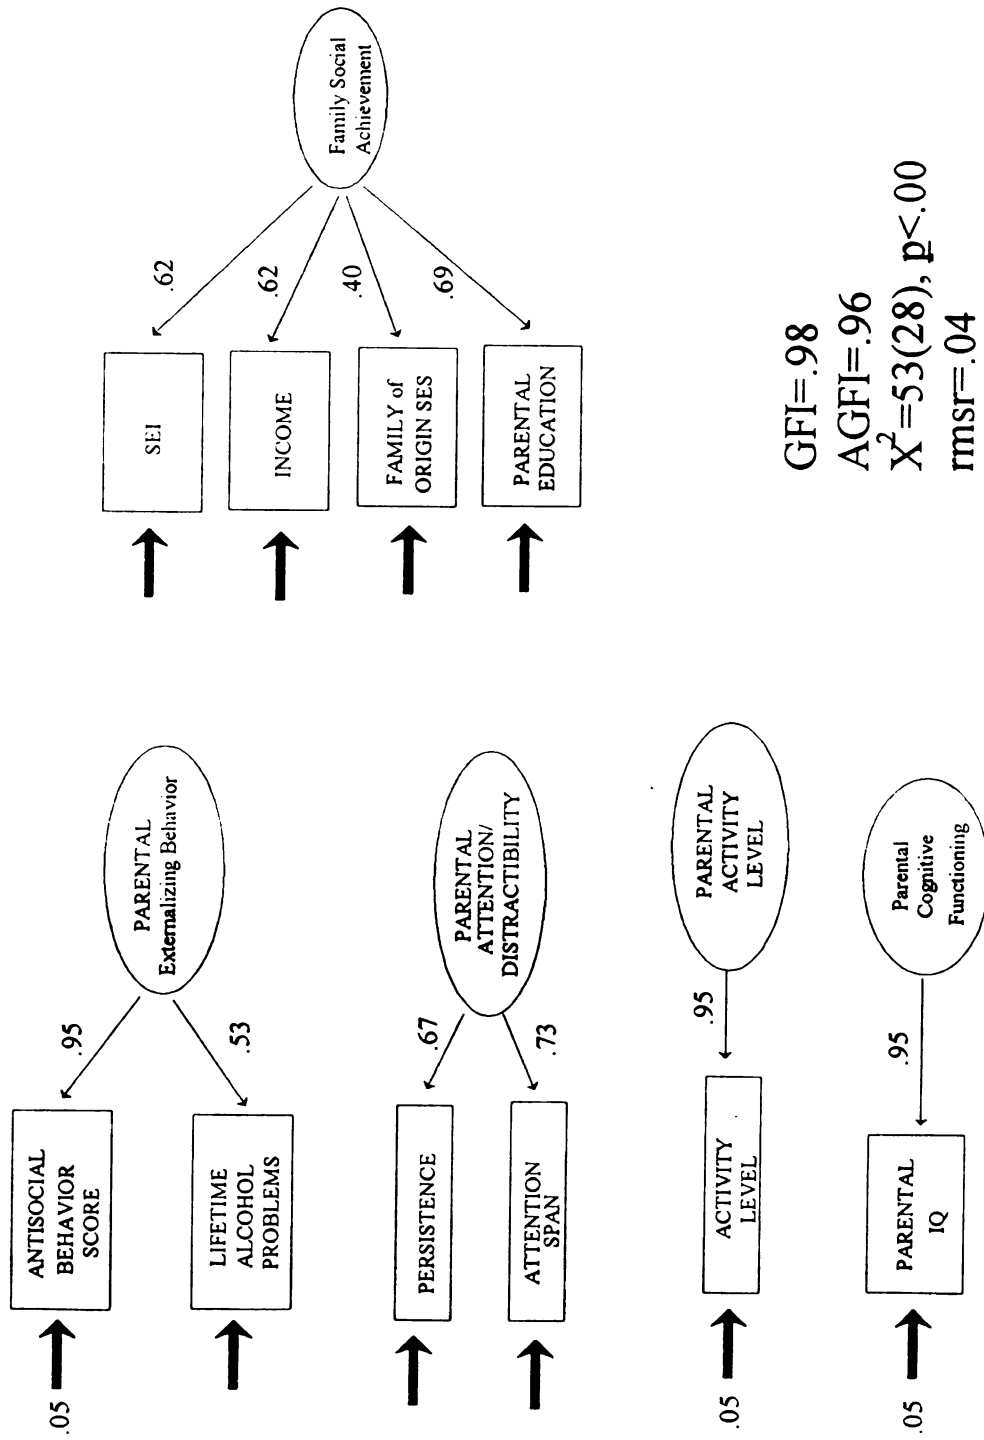 .05
ANTISOCIAL
BEHAVIOR
SCORE
.95
PARENTAL
Externalizing Behavior
LIFETIME
ALCOHOL
PROBLEMS
.53
PERSISTENCE
.67
PARENTAL
ATTENTION/
DISTRACTIBILITY
ATTENTION
SPAN
.73
.05
ACTIVITY
LEVEL
.95
PARENTAL
ACTIVITY
LEVEL
.05
PARENTAL
IQ
.95
Parental
Cognitive
Functioning
SEI
.62
INCOME
.62
FAMILY of
ORIGIN SES
.40
PARENTAL
EDUCATION
.69
Family Social
Achievement
GFI=.98
AGFI=.96
X²=53(28), p<.00
rmsr=.04